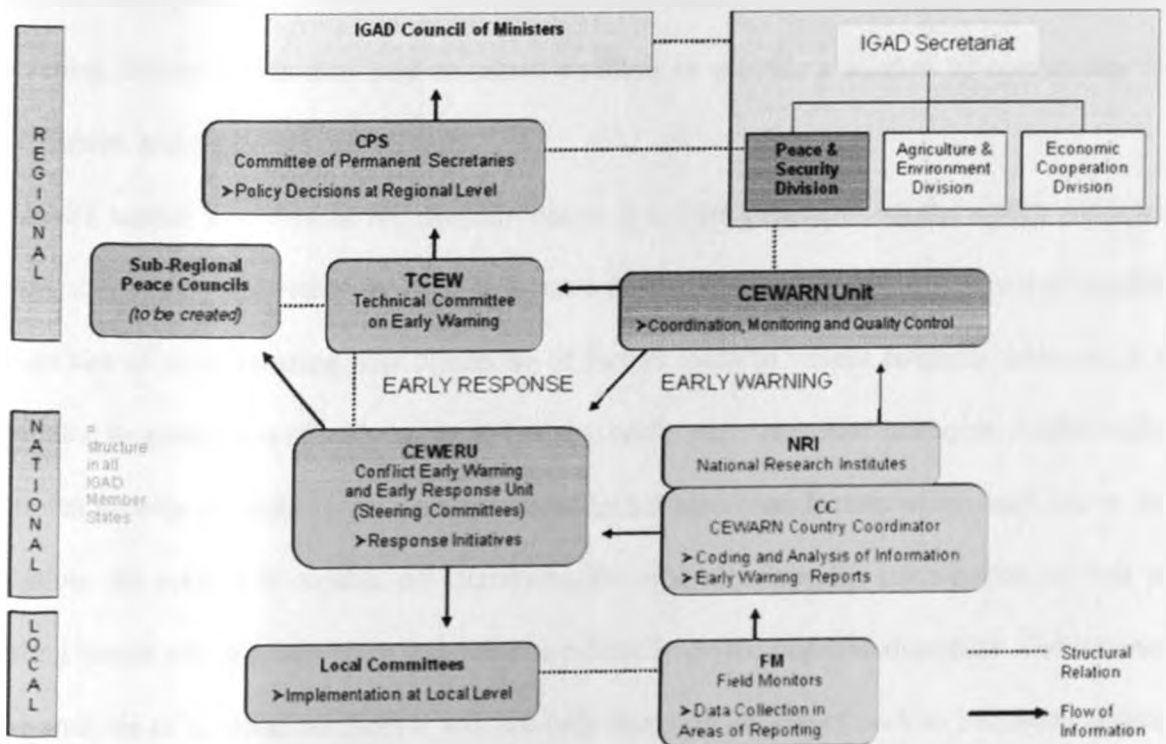 IGAD Council of Ministers
IGAD Secretariat
REGIONAL
CPS
Committee of Permanent Secretaries
➤Policy Decisions at Regional Level
Peace &
Security
Division
Agriculture &
Environment
Division
Economic
Cooperation
Division
Sub-Regional
Peace Councils
(to be created)
TCEW
Technical Committee
on Early Warning
CEWARN Unit
➤Coordination, Monitoring and Quality Control
EARLY RESPONSE
EARLY WARNING
NATIONAL
=
structure
in all
IGAD
Member
States
CEWERU
Conflict Early Warning
and Early Response Unit
(Steering Committees)
➤Response Initiatives
NRI
National Research Institutes
CC
CEWARN Country Coordinator
➤Coding and Analysis of Information
➤Early Warning Reports
LOCAL
Local Committees
➤Implementation at Local Level
FM
Field Monitors
➤Data Collection in
Areas of Reporting
Structural
Relation
Flow of
Information